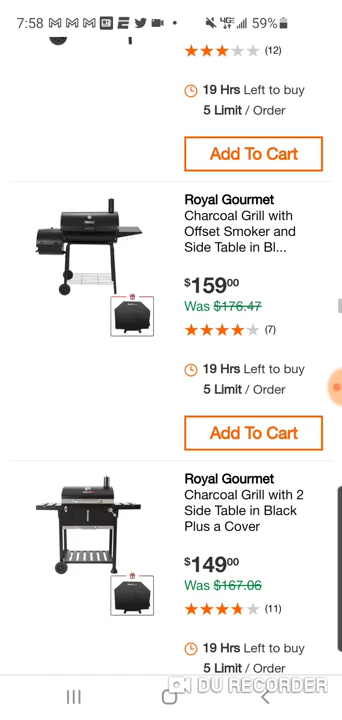 7:58
4G
59%
(12)
19 Hrs Left to buy
5 Limit / Order
Add To Cart
Royal Gourmet
Charcoal Grill with
Offset Smoker and
Side Table in Bl...
$159⁰⁰
Was $176.47
(7)
19 Hrs Left to buy
5 Limit / Order
Add To Cart
Royal Gourmet
Charcoal Grill with 2
Side Table in Black
Plus a Cover
$149⁰⁰
Was $167.06
(11)
19 Hrs Left to buy
5 Limit / Order
DU RECORDER